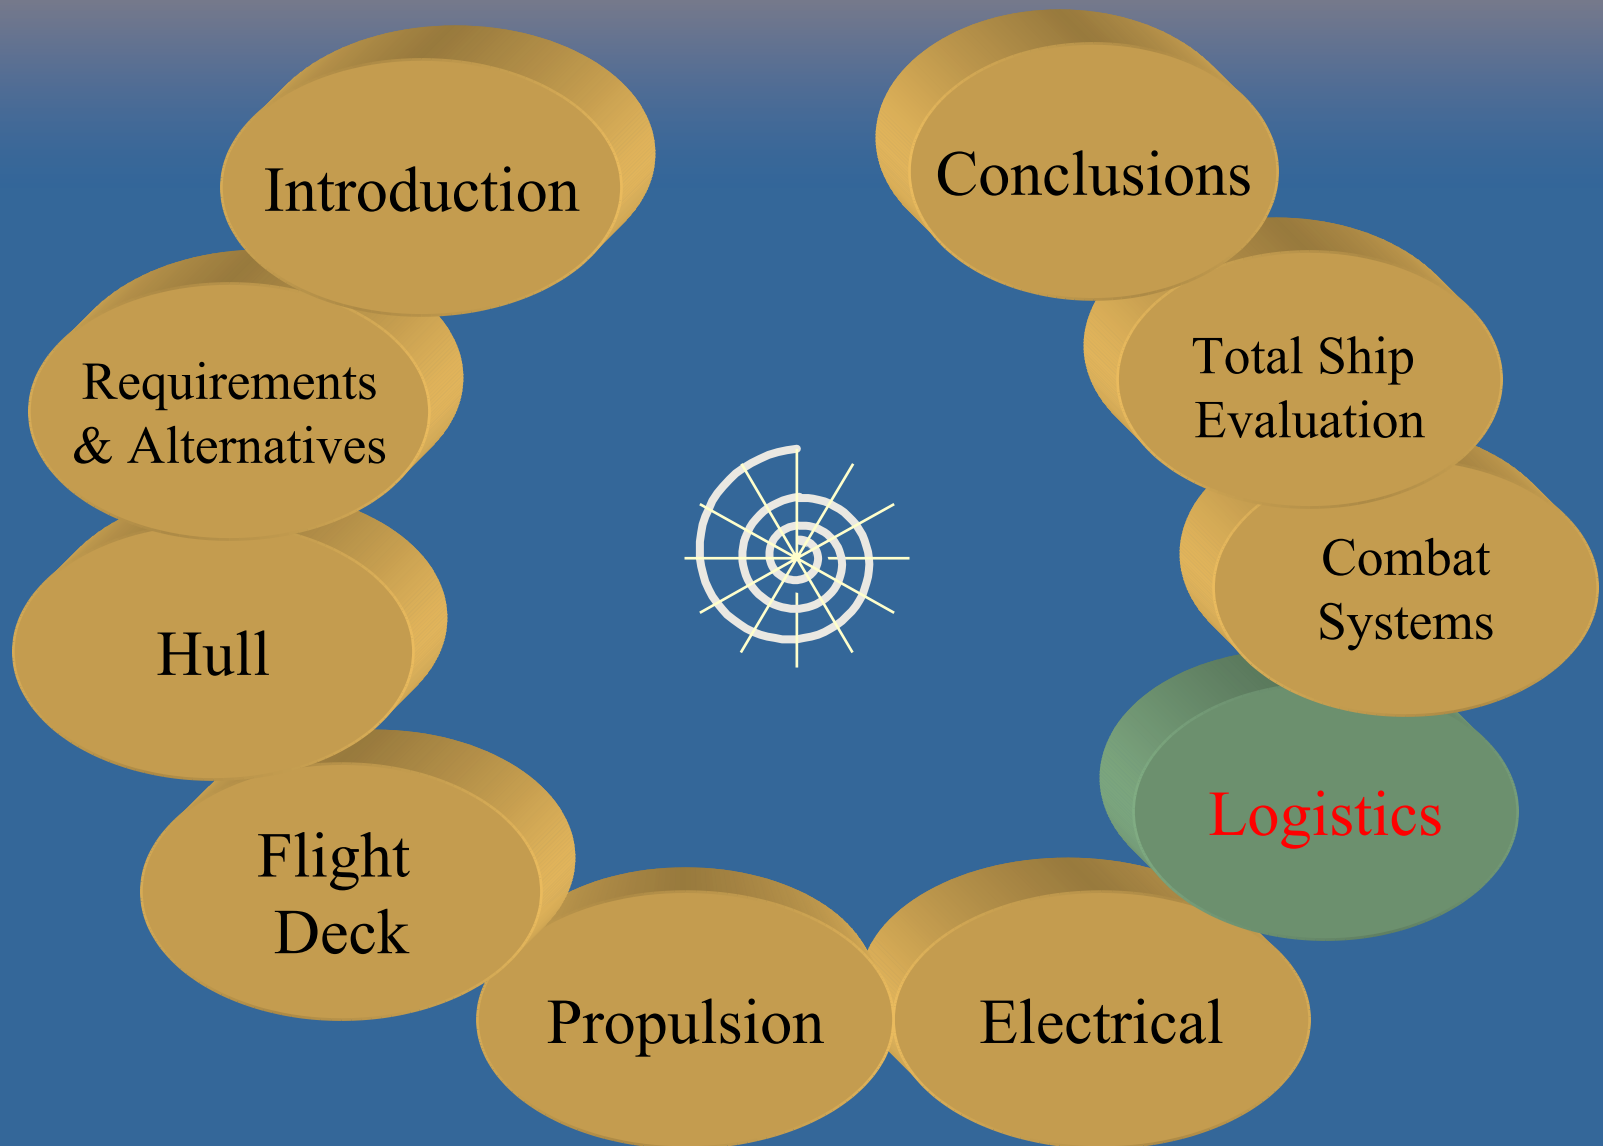 Introduction
Requirements
& Alternatives
Hull
Flight
Deck
Propulsion
Electrical
Logistics
Combat
Systems
Total Ship
Evaluation
Conclusions